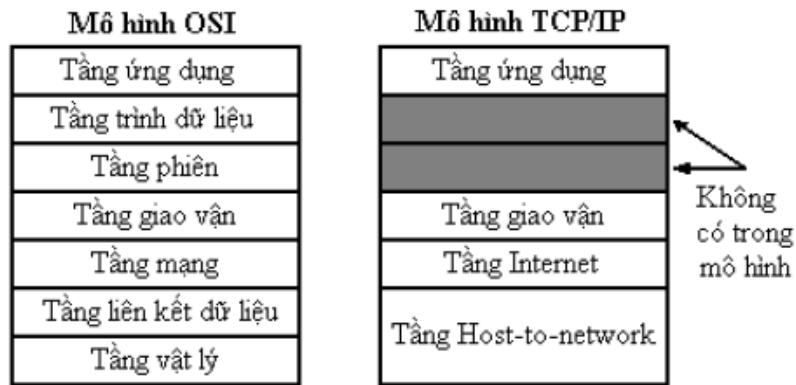 Mô hình OSI
Tầng ứng dụng
Tầng trình dữ liệu
Tầng phiên
Tầng giao vận
Tầng mạng
Tầng liên kết dữ liệu
Tầng vật lý
Mô hình TCP/IP
Tầng ứng dụng
Tầng giao vận
Tầng Internet
Tầng Host-to-network
Không
có trong
mô hình